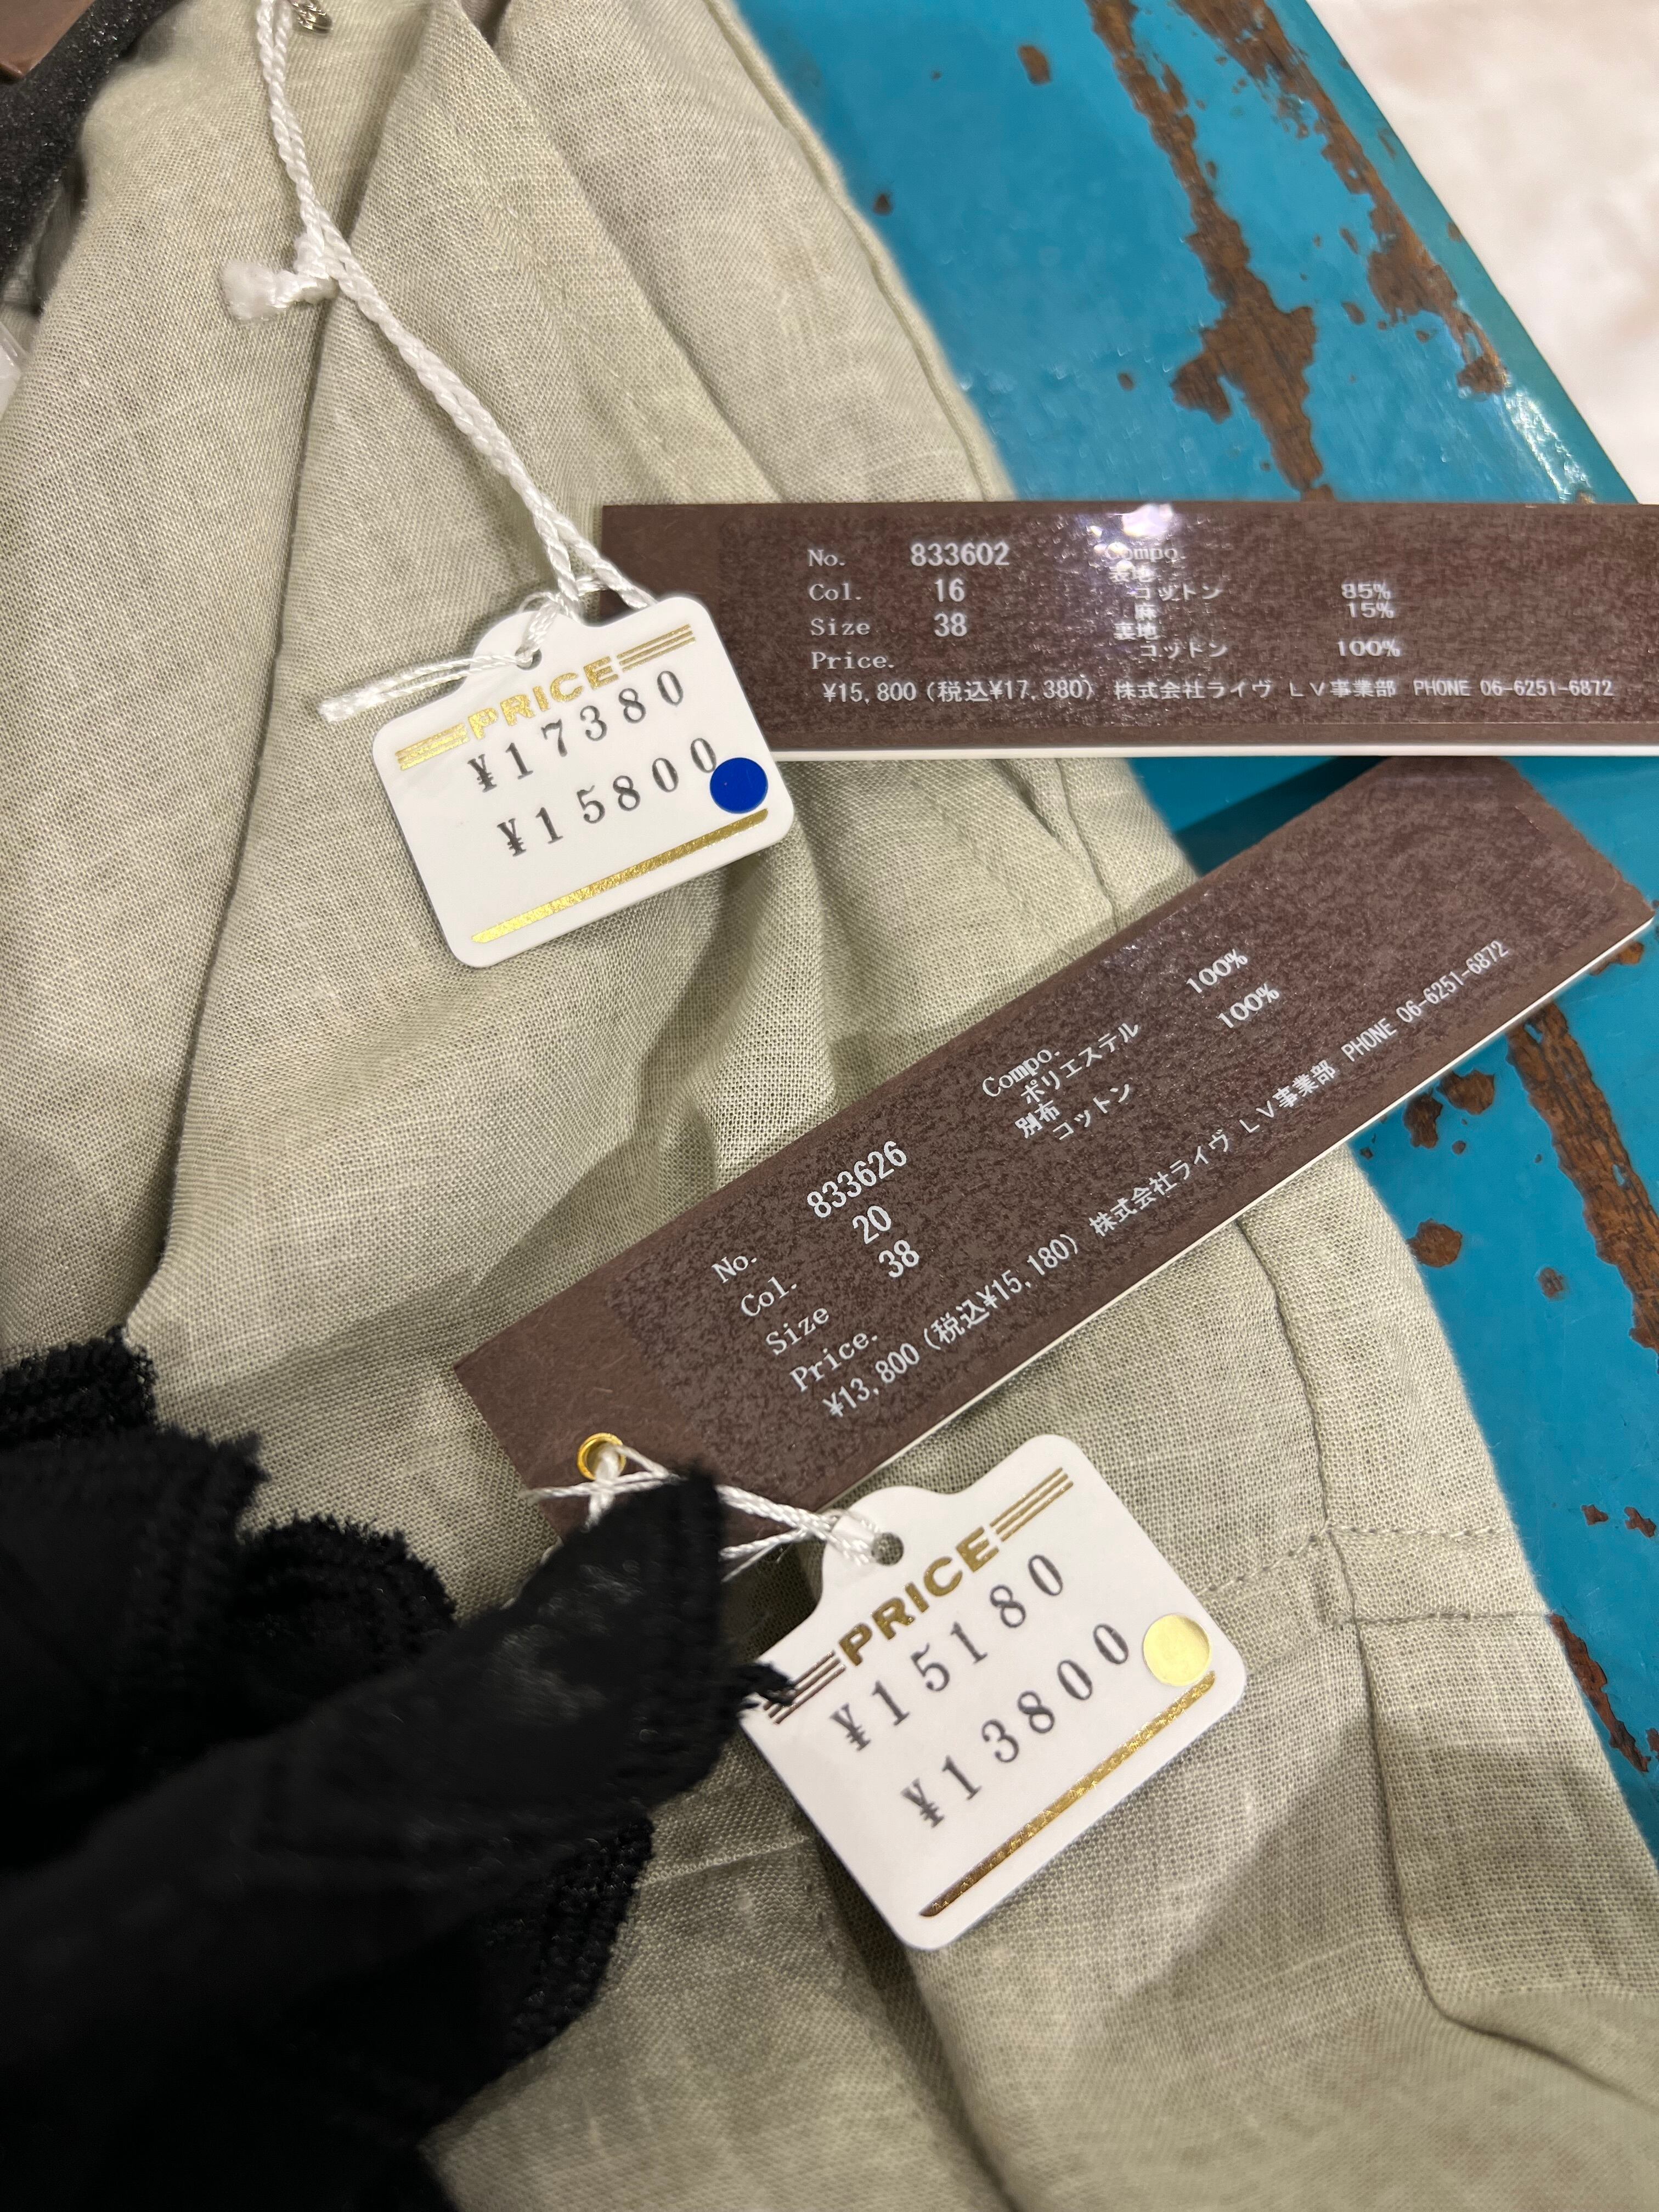 No. 833602
Col. 16
Size 38
Price.
¥15,800(税込¥17,380) 株式会社ライヴ LV事業部 PHONE 06-6251-6872
Compo.
表地
コットン 85%
麻 15%
裏地
コットン 100%
PRICE
¥17380
¥15800
No. 833626
Col. 20
Size 38
Price.
¥13,800(税込¥15,180) 株式会社ライヴ LV事業部 PHONE 06-6251-6872
Compo.
ポリエステル 100%
別布
コットン 100%
PRICE
¥15180
¥13800